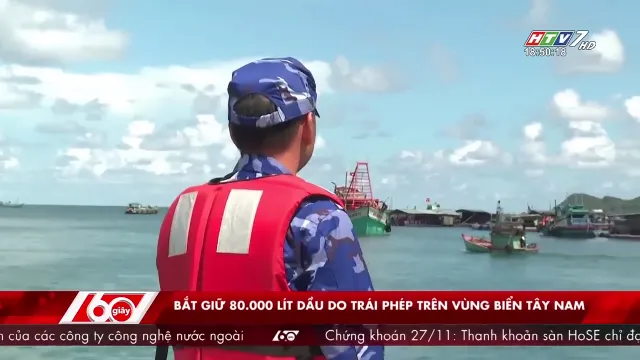 HTV7 HD
18:50:18
60 giây
BẮT GIỮ 80.000 LÍT DẦU DO TRÁI PHÉP TRÊN VÙNG BIỂN TÂY NAM
n của các công ty công nghệ nước ngoài 60 giây Chứng khoán 27/11: Thanh khoản sàn HoSE chỉ đạ